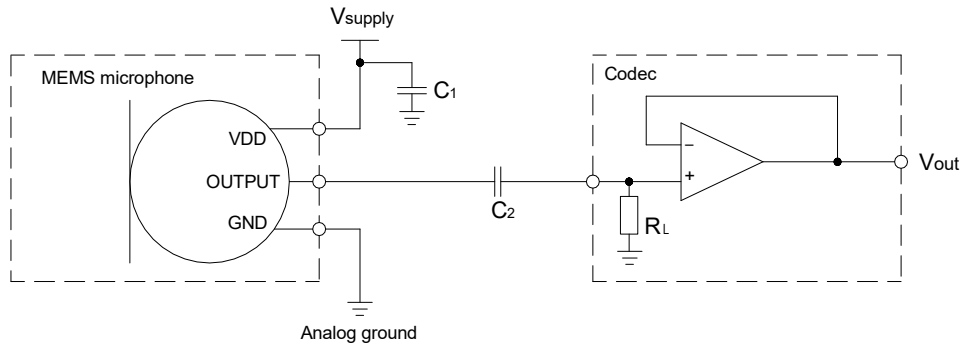 Vsupply
MEMS microphone
C1
Codec
VDD
OUTPUT
GND
C2
RL
−
+
Vout
Analog ground